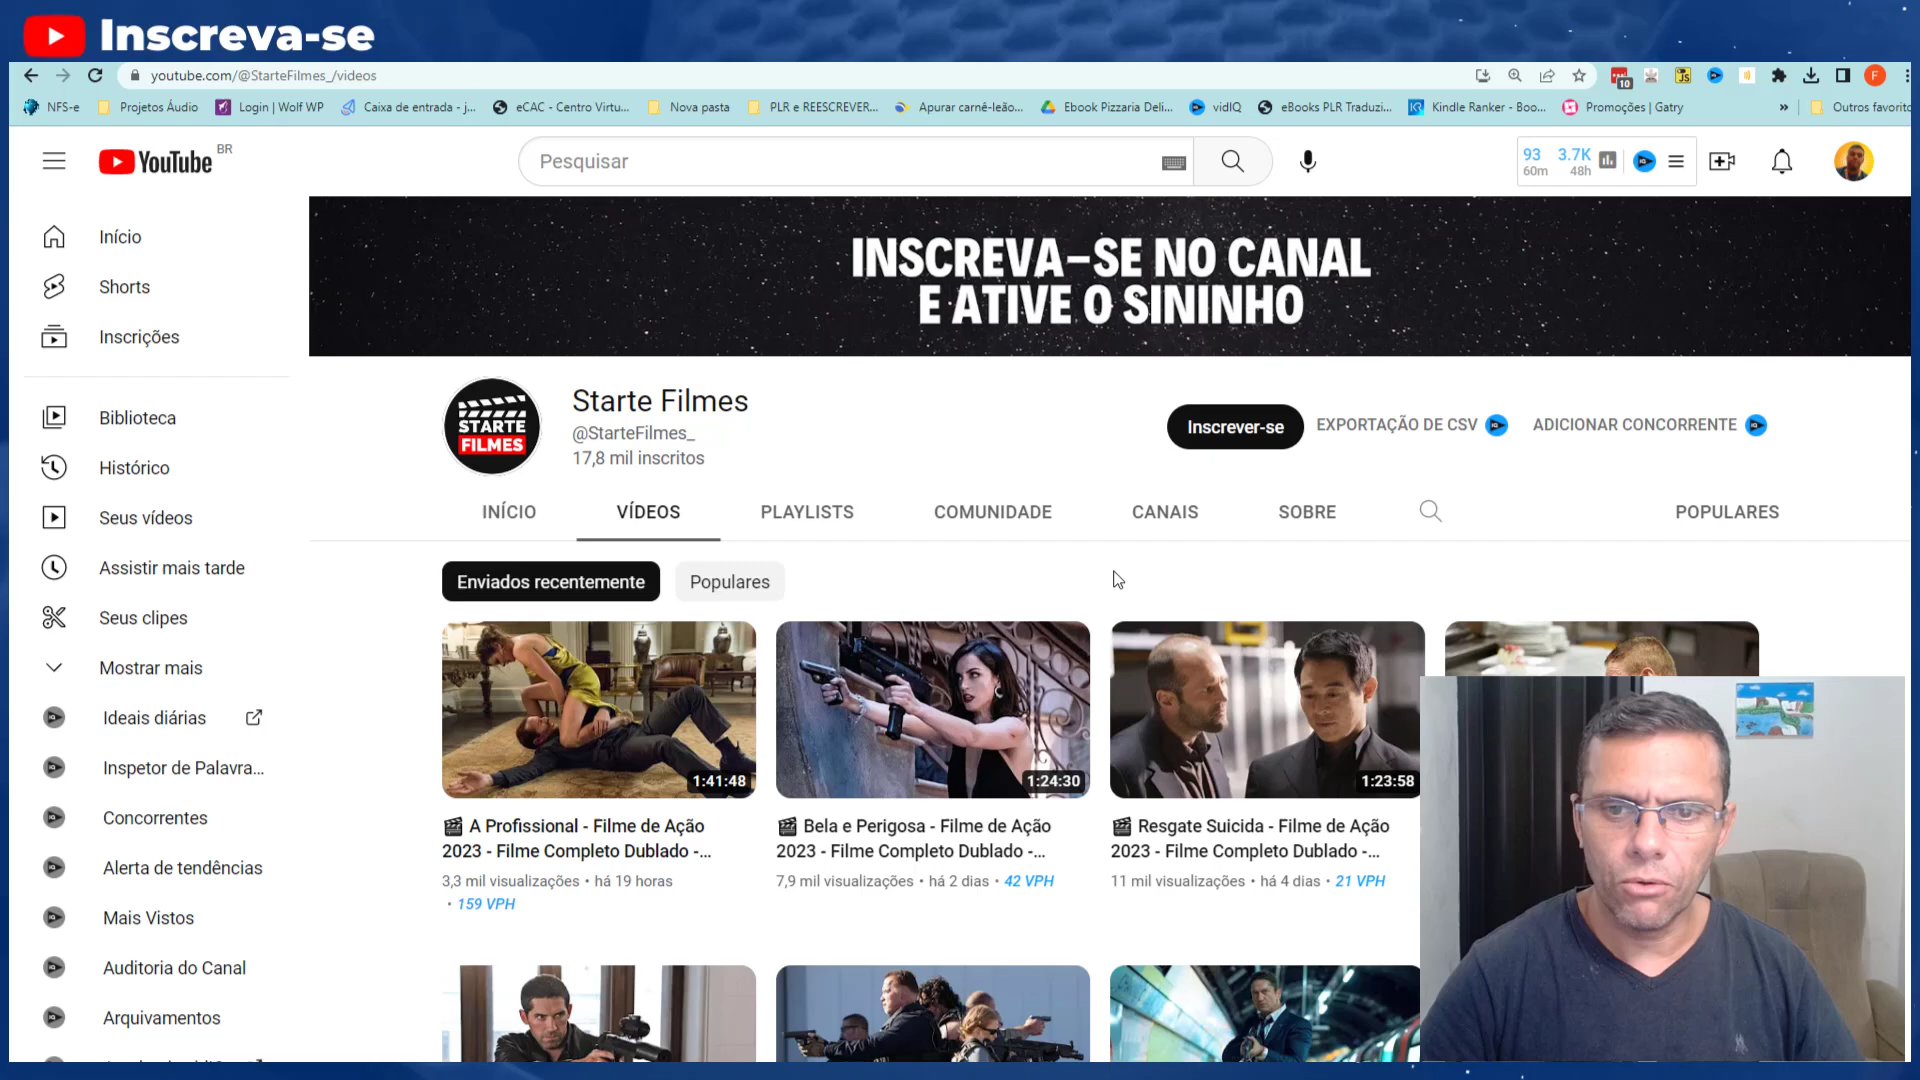 Inscreva-se
youtube.com/@StarteFilmes_/videos
10
JS
F
NFS-e
Projetos Áudio
Login | Wolf WP
Caixa de entrada - j...
eCAC - Centro Virtu...
Nova pasta
PLR e REESCREVER...
Apurar carnê-leão...
Ebook Pizzaria Deli...
vidIQ
eBooks PLR Traduzi...
Kindle Ranker - Boo...
Promoções | Gatry
»
Outros favorito
YouTube BR
Pesquisar
93 3.7K
60m 48h
Início
Shorts
Inscrições
Biblioteca
Histórico
Seus vídeos
Assistir mais tarde
Seus clipes
Mostrar mais
Ideais diárias
Inspetor de Palavra...
Concorrentes
Alerta de tendências
Mais Vistos
Auditoria do Canal
Arquivamentos
INSCREVA-SE NO CANAL
E ATIVE O SININHO
STARTE
FILMES
Starte Filmes
@StarteFilmes_
17,8 mil inscritos
Inscrever-se
EXPORTAÇÃO DE CSV
ADICIONAR CONCORRENTE
INÍCIO
VÍDEOS
PLAYLISTS
COMUNIDADE
CANAIS
SOBRE
POPULARES
Enviados recentemente
Populares
1:41:48
1:24:30
1:23:58
A Profissional - Filme de Ação
2023 - Filme Completo Dublado -...
3,3 mil visualizações • há 19 horas
• 159 VPH
Bela e Perigosa - Filme de Ação
2023 - Filme Completo Dublado -...
7,9 mil visualizações • há 2 dias • 42 VPH
Resgate Suicida - Filme de Ação
2023 - Filme Completo Dublado -...
11 mil visualizações • há 4 dias • 21 VPH